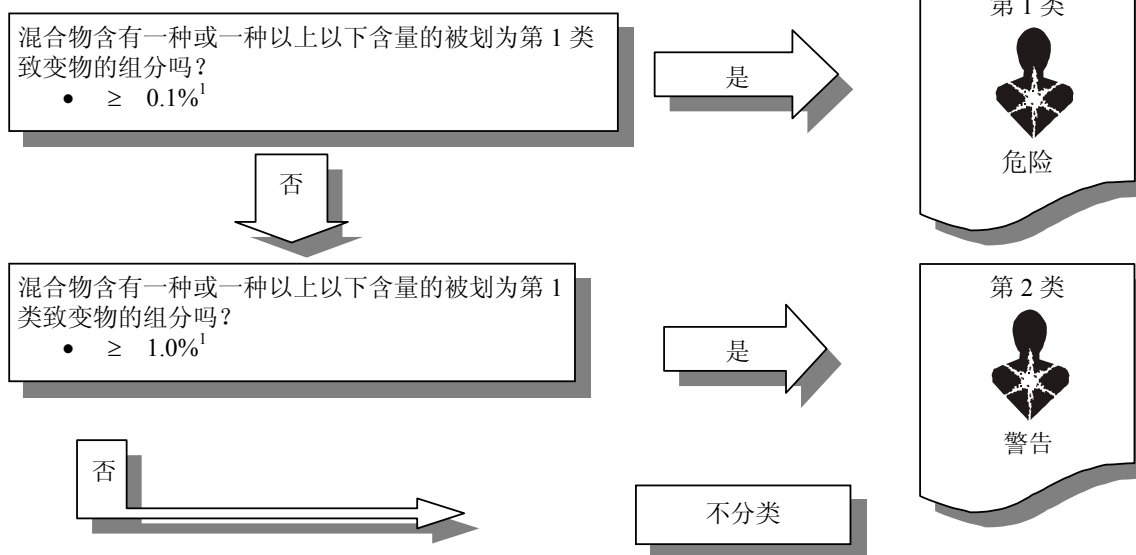 第 1 类
混合物含有一种或一种以上以下含量的被划为第 1 类
致变物的组分吗？
• ≥ 0.1%¹
是
危险
否
混合物含有一种或一种以上以下含量的被划为第 1
类致变物的组分吗？
• ≥ 1.0%¹
是
第 2 类
警告
否
不分类